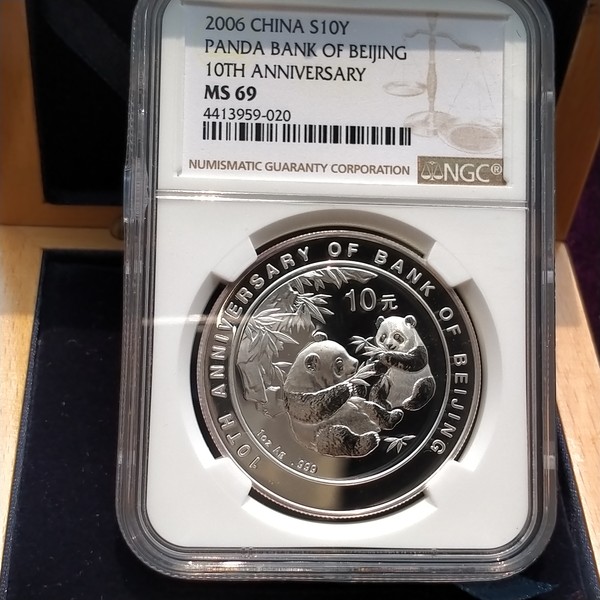 2006 CHINA S10Y
PANDA BANK OF BEIJING
10TH ANNIVERSARY
MS 69
4413959-020
NUMISMATIC GUARANTY CORPORATION
NGC®
10TH ANNIVERSARY OF BANK OF BEIJING
10元
1oz Ag .999